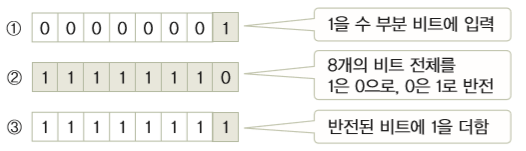 ① 0 0 0 0 0 0 0 1 1을 수 부분 비트에 입력
② 1 1 1 1 1 1 1 0 8개의 비트 전체를
1은 0으로, 0은 1로 반전
③ 1 1 1 1 1 1 1 1 반전된 비트에 1을 더함